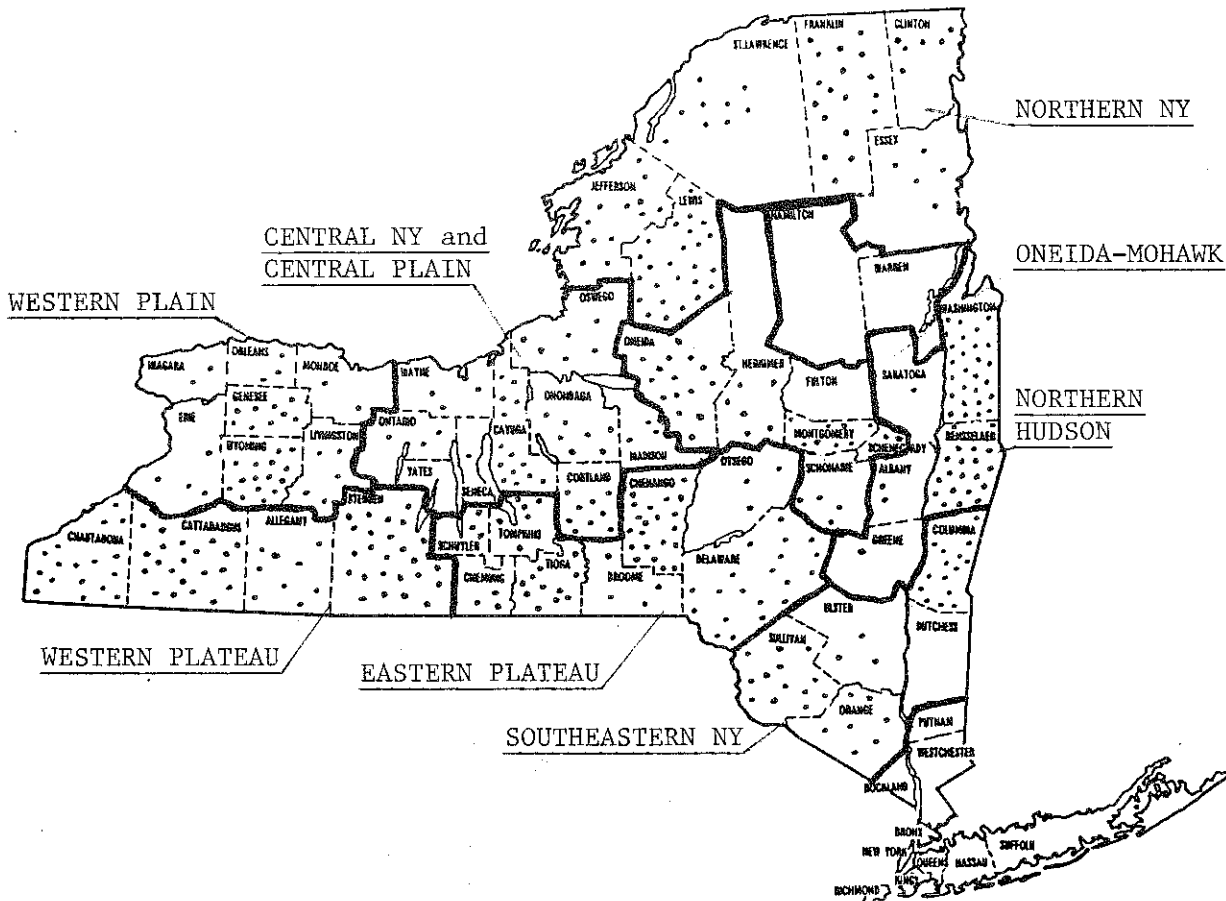 FRANKLIN
CLINTON
ST.LAWRENCE
NORTHERN NY
ESSEX
JEFFERSON
LEWIS
HAMILTON
CENTRAL NY and
CENTRAL PLAIN
ONEIDA-MOHAWK
WARREN
WESTERN PLAIN
OSWEGO
WASHINGTON
ONEIDA
ORLEANS
NIAGARA
MONROE
WAYNE
HERKIMER
FULTON
SARATOGA
GENESEE
ONONDAGA
NORTHERN
HUDSON
ERIE
ONTARIO
CAYUGA
MONTGOMERY
WYOMING
LIVINGSTON
MADISON
OTSEGO
SCHENECTADY
RENSSELAER
YATES
SENECA
CORTLAND
CHENANGO
SCHOHARIE
ALBANY
STEUBEN
CATTARAUGUS
ALLEGANY
CHAUTAUQUA
SCHUYLER
TOMPKINS
TIOGA
CHEMUNG
BROOME
DELAWARE
GREENE
COLUMBIA
ULSTER
DUTCHESS
WESTERN PLATEAU
EASTERN PLATEAU
SULLIVAN
ORANGE
SOUTHEASTERN NY
PUTNAM
WESTCHESTER
ROCKLAND
BRONX
NEW YORK
QUEENS
NASSAU
SUFFOLK
KINGS
RICHMOND